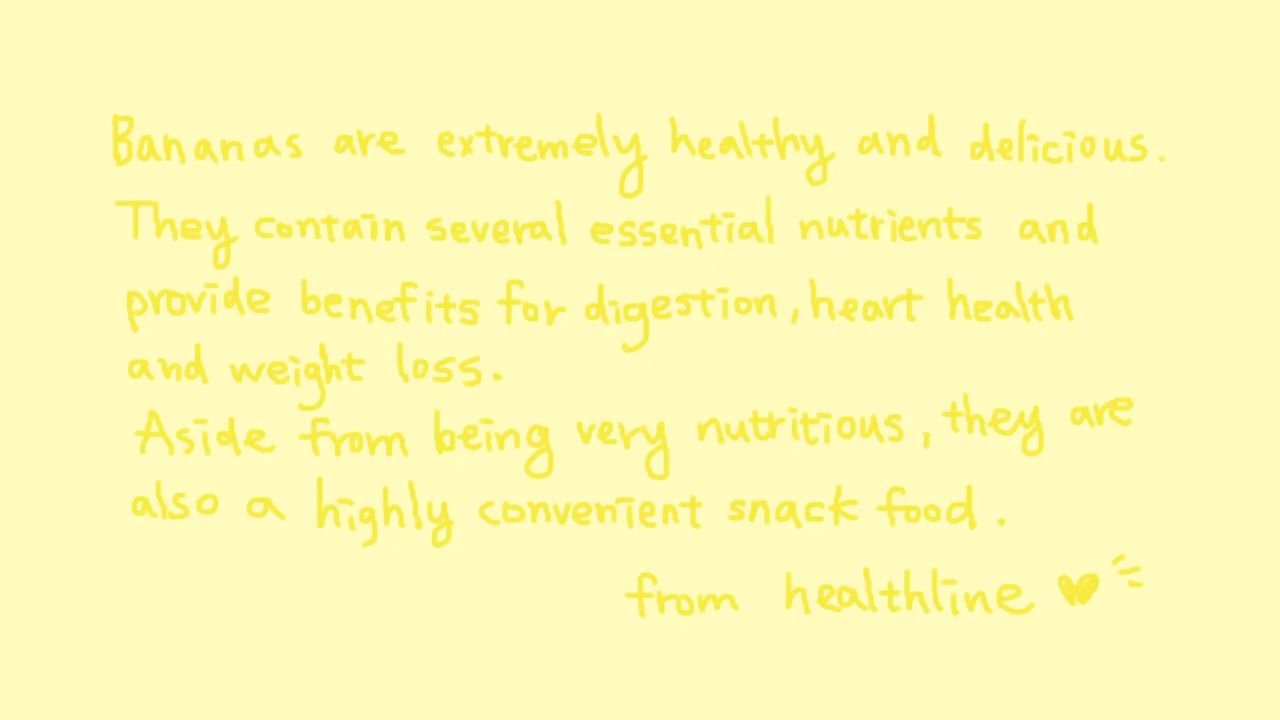 Bananas are extremely healthy and delicious.
They contain several essential nutrients and
provide benefits for digestion, heart health
and weight loss.
Aside from being very nutritious, they are
also a highly convenient snack food.
from healthline